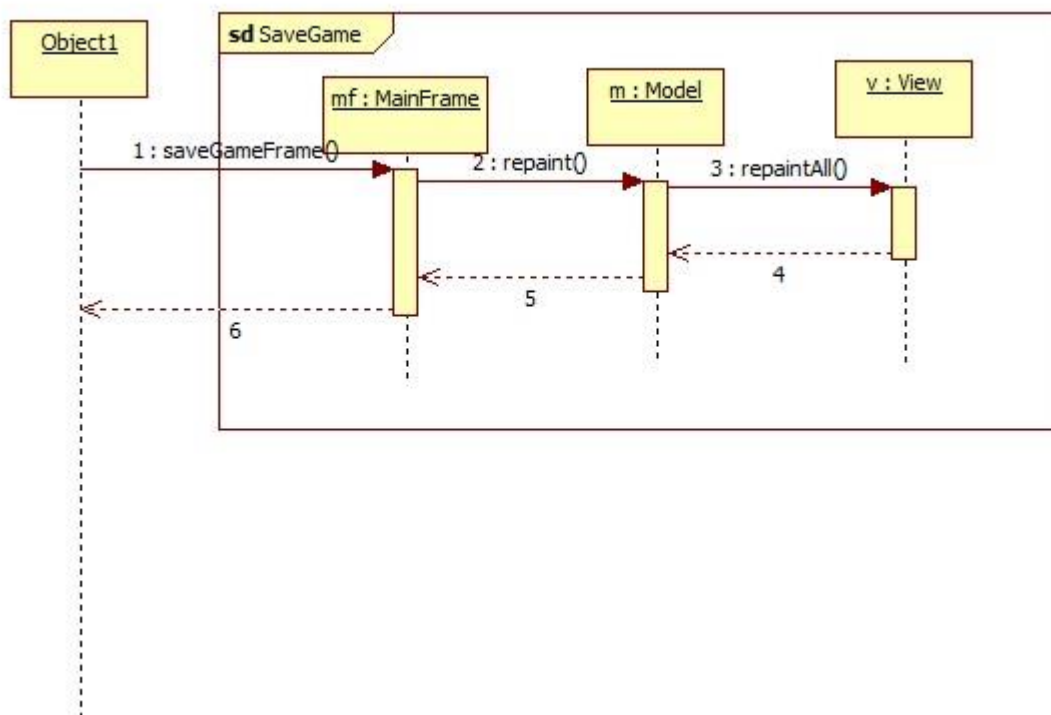 Object1
sd SaveGame
mf : MainFrame
m : Model
v : View
1 : saveGameFrame()
2 : repaint()
3 : repaintAll()
4
5
6